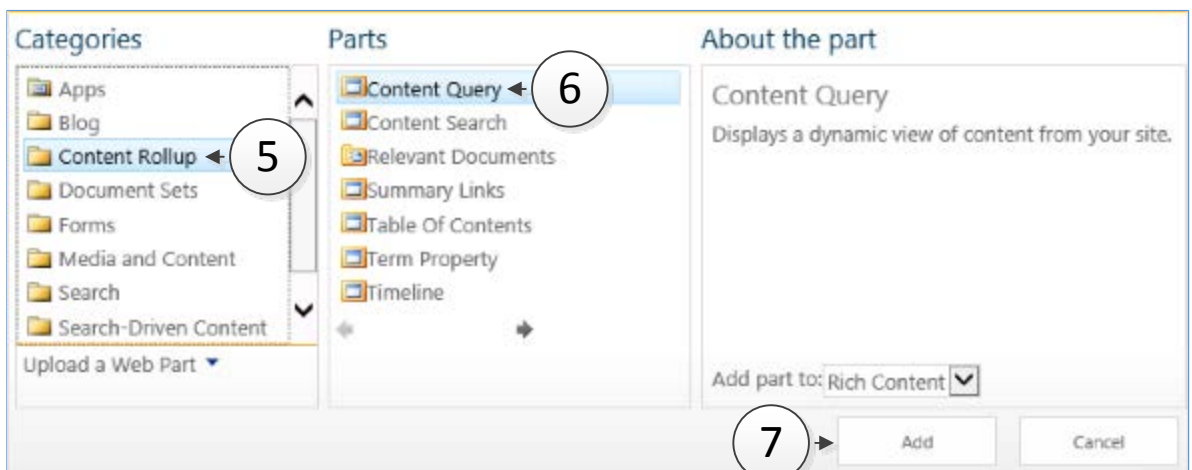 Categories
Apps
Blog
Content Rollup
5
Document Sets
Forms
Media and Content
Search
Search-Driven Content
Upload a Web Part
Parts
Content Query
6
Content Search
Relevant Documents
Summary Links
Table Of Contents
Term Property
Timeline
About the part
Content Query
Displays a dynamic view of content from your site.
Add part to: Rich Content
7
Add
Cancel